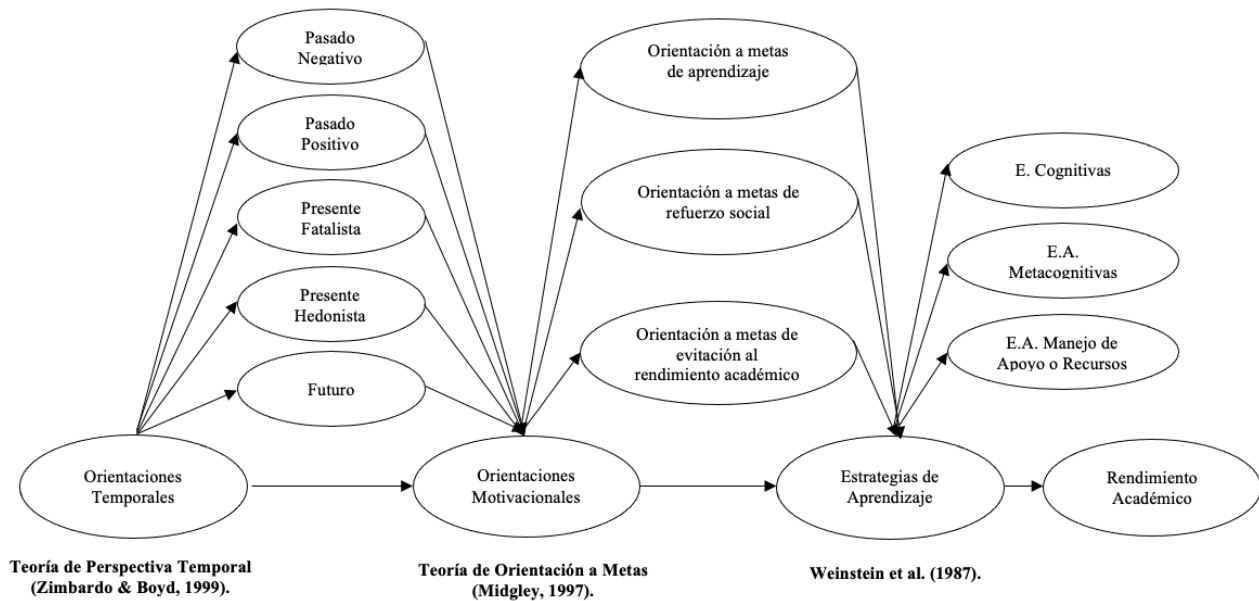 Pasado
Negativo
Pasado
Positivo
Presente
Fatalista
Presente
Hedonista
Futuro
Orientaciones
Temporales
Orientación a metas
de aprendizaje
Orientación a metas de
refuerzo social
Orientación a metas de
evitación al
rendimiento académico
Orientaciones
Motivacionales
E. Cognitivas
E.A.
Metacognitivas
E.A. Manejo de
Apoyo o Recursos
Estrategias de
Aprendizaje
Rendimiento
Académico
Teoría de Perspectiva Temporal
(Zimbardo & Boyd, 1999).
Teoría de Orientación a Metas
(Midgley, 1997).
Weinstein et al. (1987).